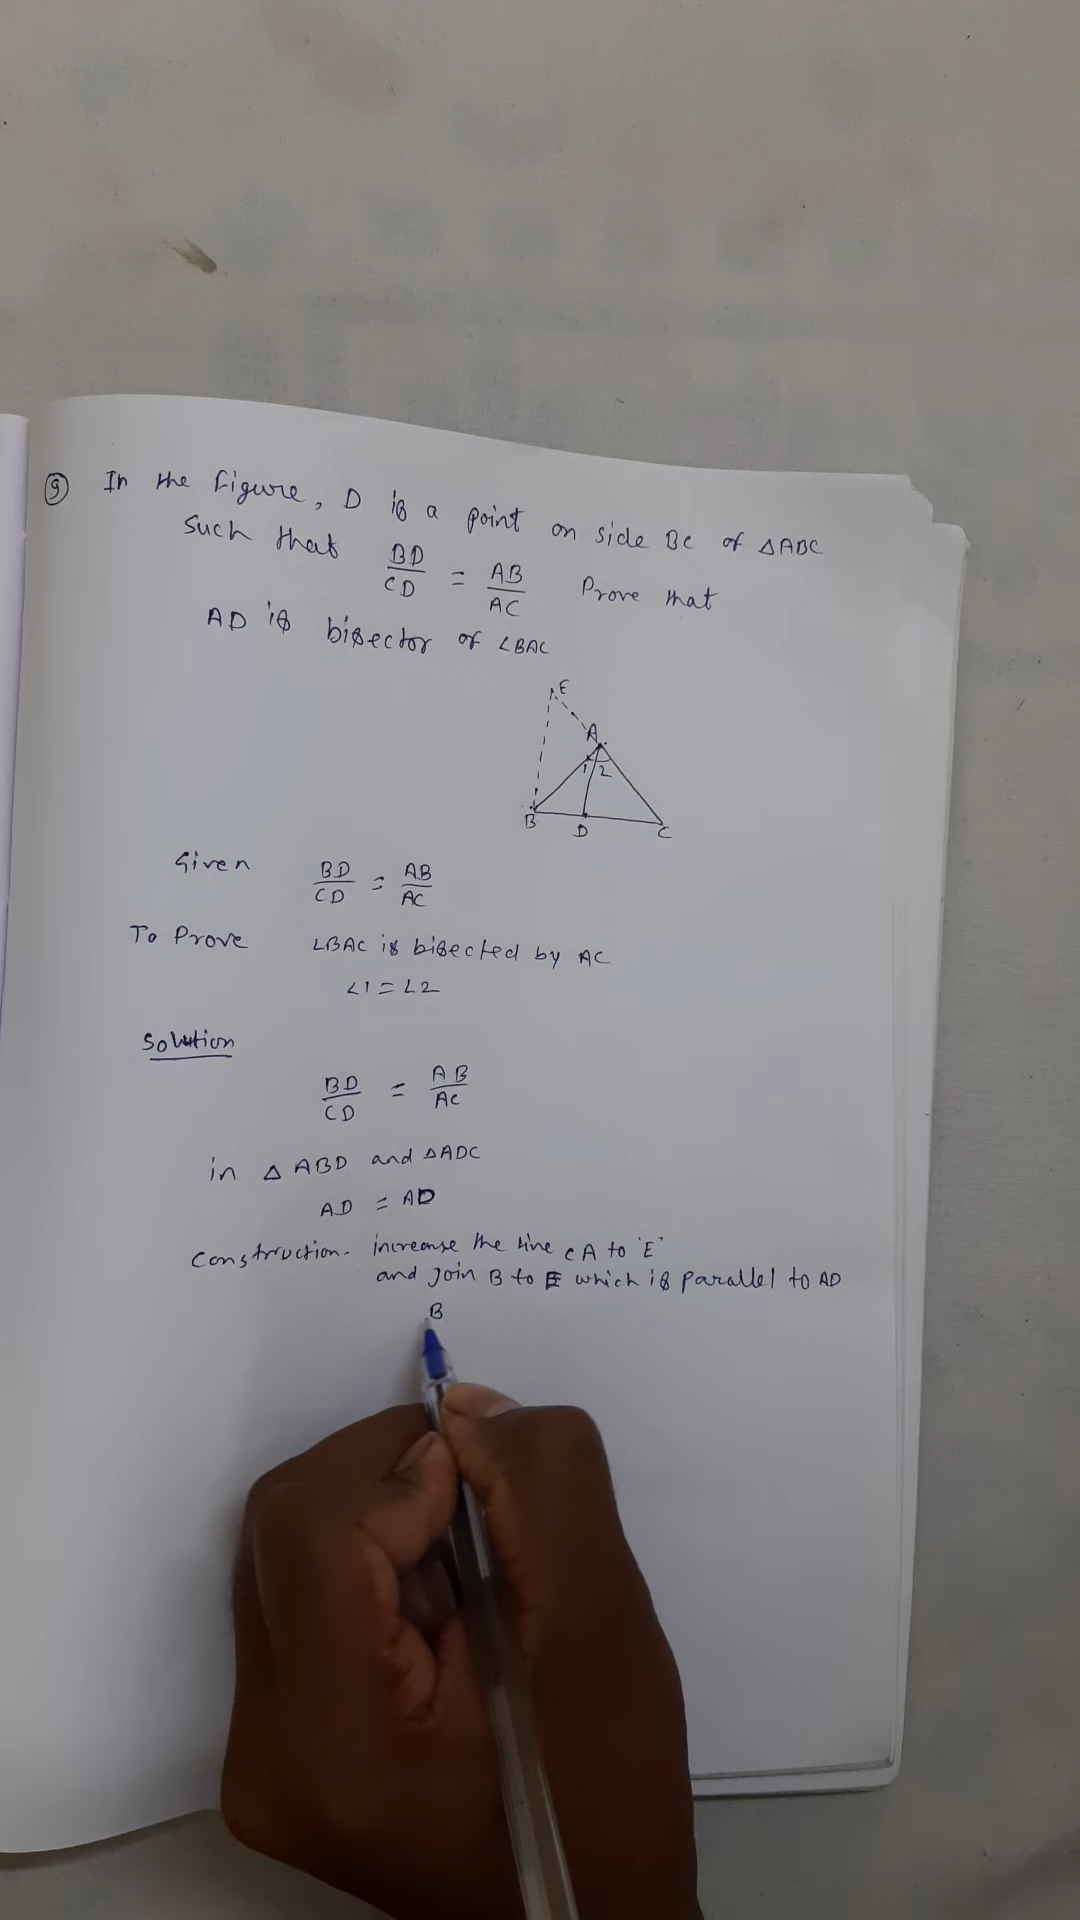 9 In the figure, D is a point on side BC of △ABC
such that BD/CD = AB/AC Prove that
AD is bisector of ∠BAC
E
A
1 2
B D C
Given BD/CD = AB/AC
To Prove ∠BAC is bisected by AC
∠1 = ∠2
Solution
BD/CD = AB/AC
in △ABD and △ADC
AD = AD
Construction. increase the line CA to "E"
and join B to E which is parallel to AD
B